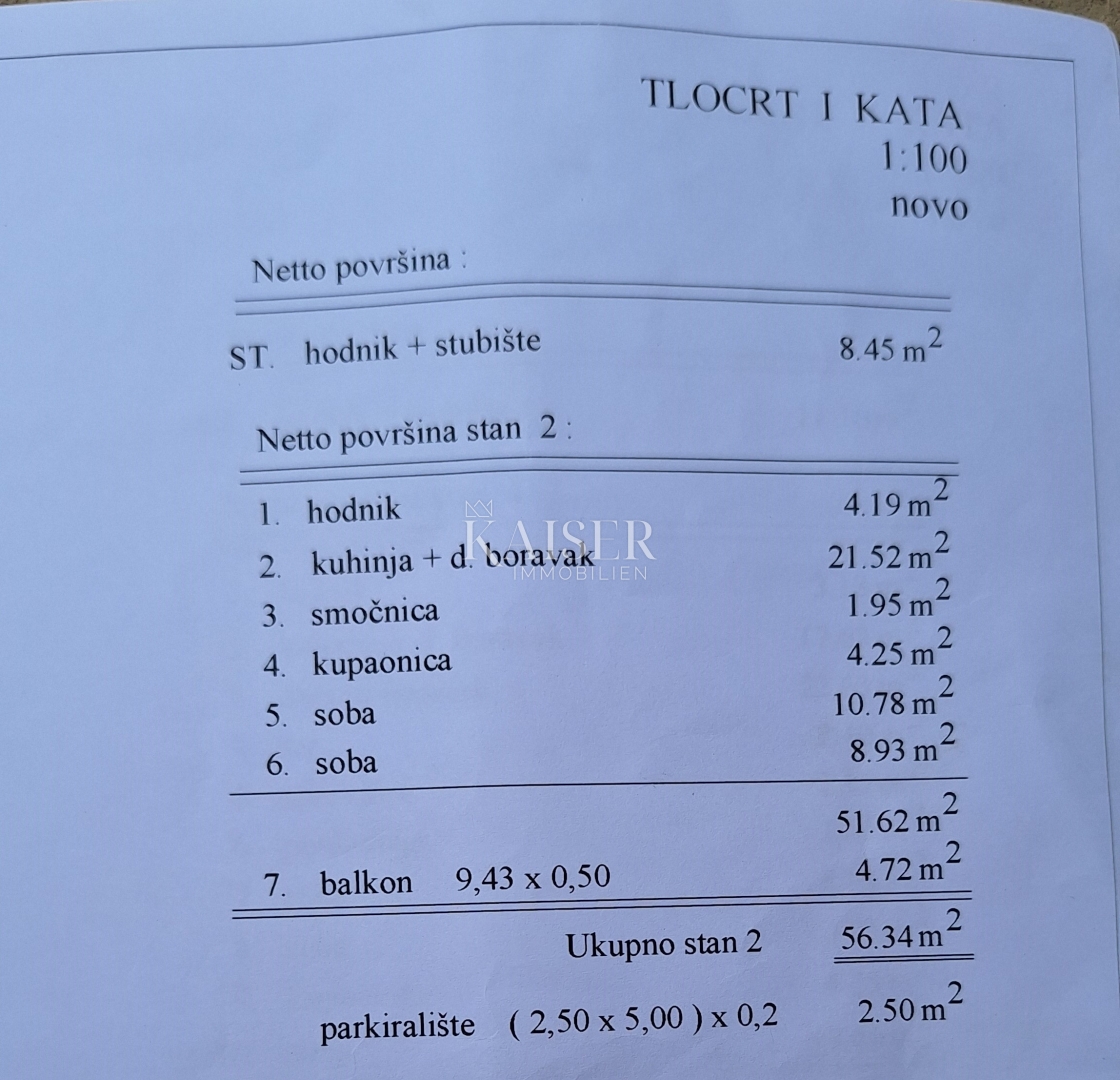 TLOCRT I KATA
1:100
novo
Netto površina :
ST. hodnik + stubište 8.45 m²
Netto površina stan 2 :
1. hodnik 4.19 m²
2. kuhinja + d. boravak 21.52 m²
3. smočnica 1.95 m²
4. kupaonica 4.25 m²
5. soba 10.78 m²
6. soba 8.93 m²
51.62 m²
7. balkon 9,43 x 0,50 4.72 m²
Ukupno stan 2 56.34 m²
parkiralište ( 2,50 x 5,00 ) x 0,2 2.50 m²
KAISER
IMMOBILIEN